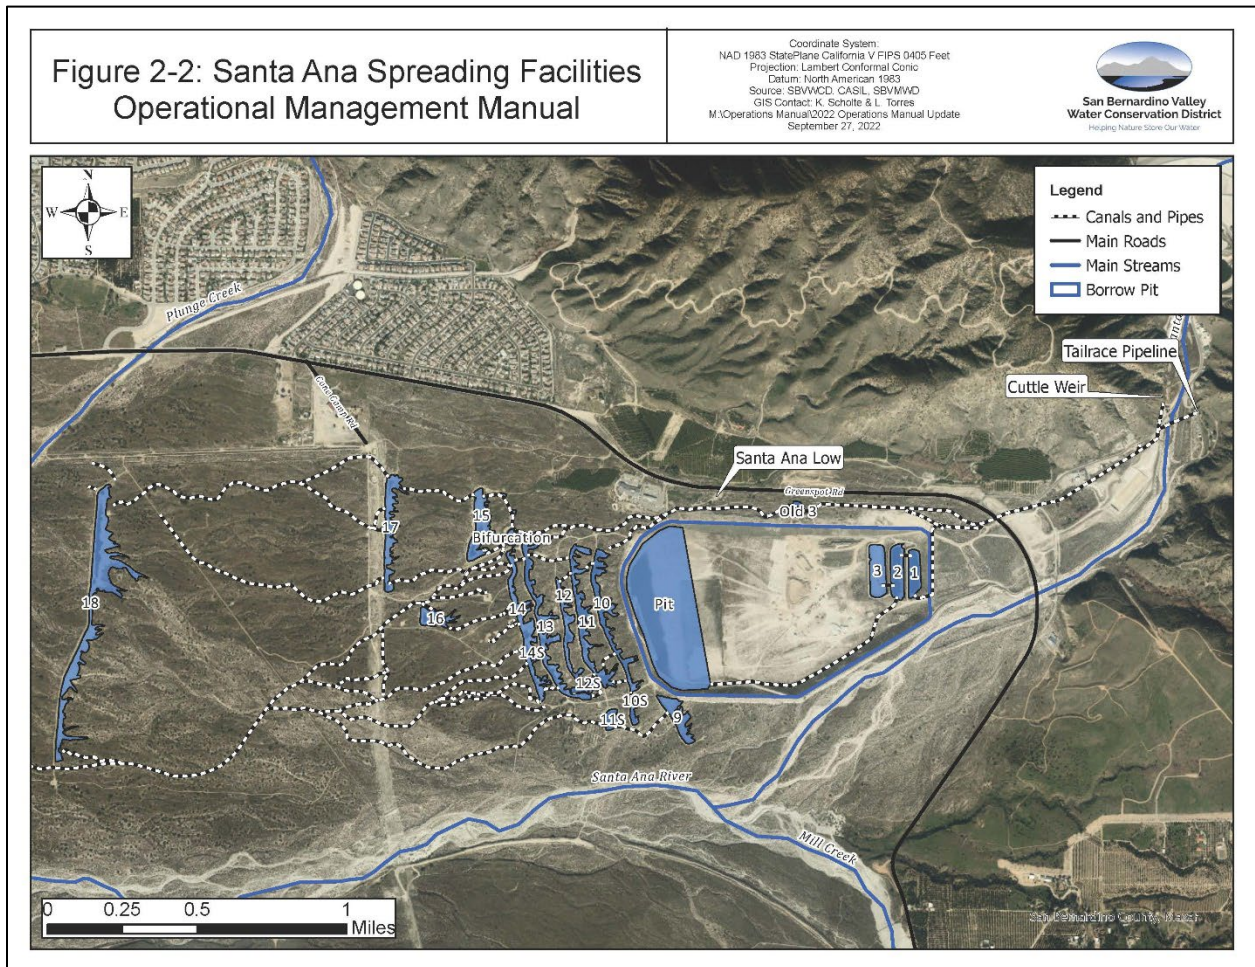 Figure 2-2: Santa Ana Spreading Facilities
Operational Management Manual
Coordinate System:
NAD 1983 StatePlane California V FIPS 0405 Feet
Projection: Lambert Conformal Conic
Datum: North American 1983
Source: SBVWCD, CASIL, SBVMWD
GIS Contact: K. Scholte & L. Torres
M:\Operations Manual\2022 Operations Manual Update
September 27, 2022
San Bernardino Valley
Water Conservation District
Helping Nature Store Our Water
N
W E
S
Legend
Canals and Pipes
Main Roads
Main Streams
Borrow Pit
Plunge Creek
Cone Camp Rd
Tailrace Pipeline
Cuttle Weir
Santa Ana Low
Greenspot Rd
Old 3
15
17
Bifurcation
18
16
14
13
12
11
10
Pit
3
2
1
14S
12S
10S
11S
9
Santa Ana River
Mill Creek
0 0.25 0.5 1
Miles